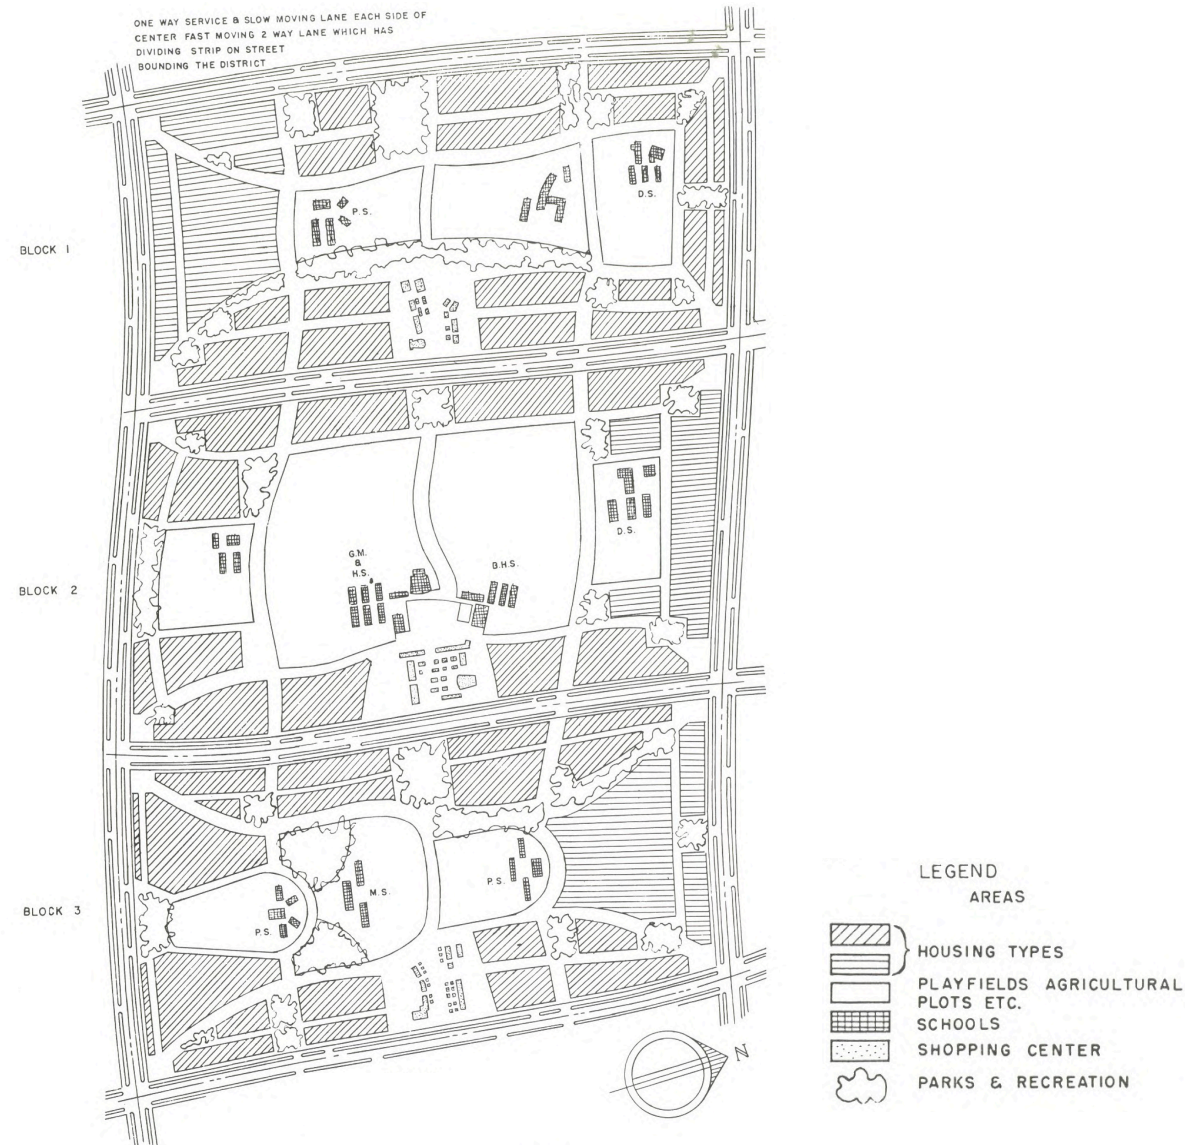 ONE WAY SERVICE & SLOW MOVING LANE EACH SIDE OF
CENTER FAST MOVING 2 WAY LANE WHICH HAS
DIVIDING STRIP ON STREET
BOUNDING THE DISTRICT
BLOCK 1
P.S.
D.S.
BLOCK 2
G.M.
&
H.S.
B.H.S.
D.S.
BLOCK 3
P.S.
M.S.
P.S.
N
LEGEND
AREAS
HOUSING TYPES
PLAYFIELDS AGRICULTURAL
PLOTS ETC.
SCHOOLS
SHOPPING CENTER
PARKS & RECREATION